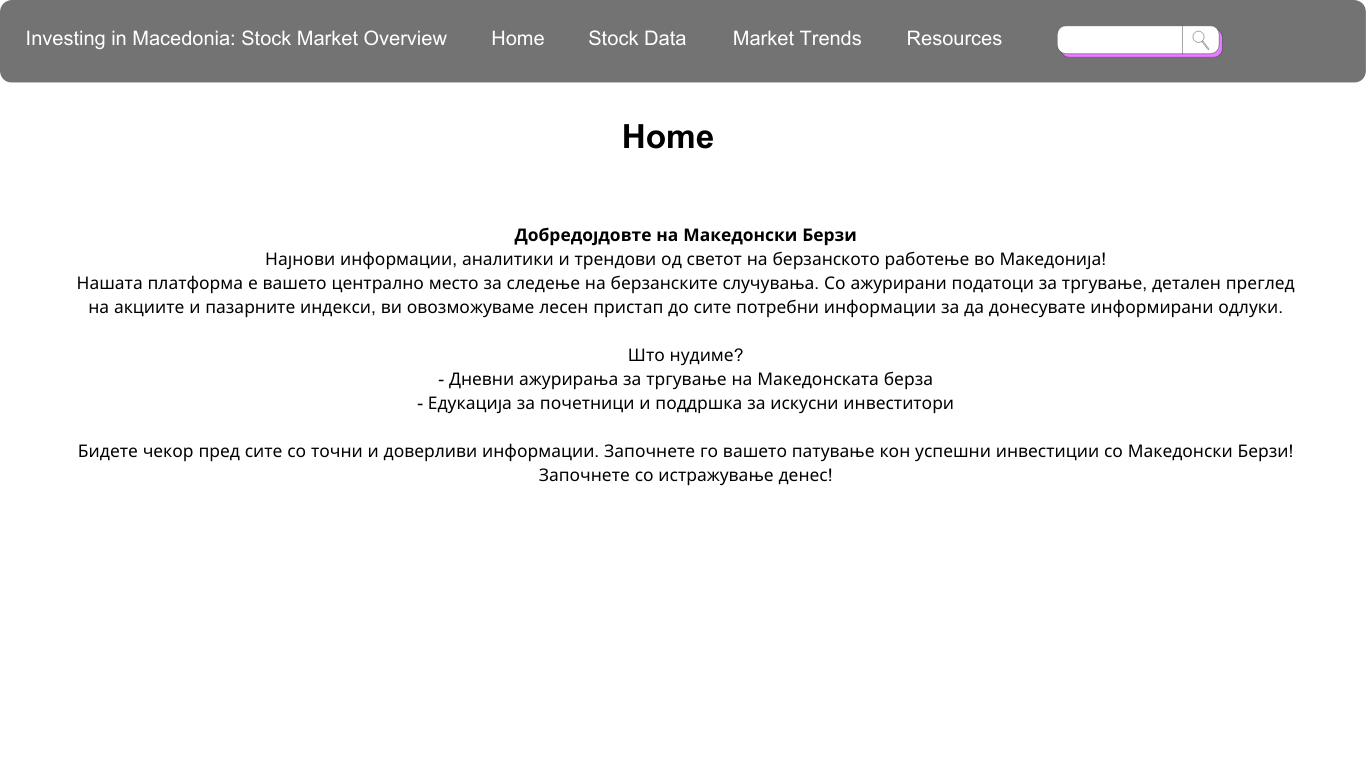 Investing in Macedonia: Stock Market Overview Home Stock Data Market Trends Resources
Home
Добредојдовте на Македонски Берзи
Најнови информации, аналитики и трендови од светот на берзанското работење во Македонија!
Нашата платформа е вашето централно место за следење на берзанските случувања. Со ажурирани податоци за тргување, детален преглед
на акциите и пазарните индекси, ви овозможуваме лесен пристап до сите потребни информации за да донесувате информирани одлуки.
Што нудиме?
- Дневни ажурирања за тргување на Македонската берза
- Едукација за почетници и поддршка за искусни инвеститори
Бидете чекор пред сите со точни и доверливи информации. Започнете го вашето патување кон успешни инвестиции со Македонски Берзи!
Започнете со истражување денес!